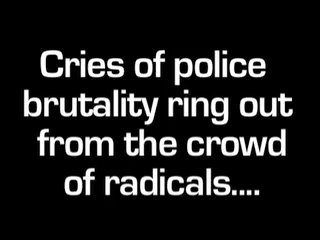 Cries of police
brutality ring out
from the crowd
of radicals....